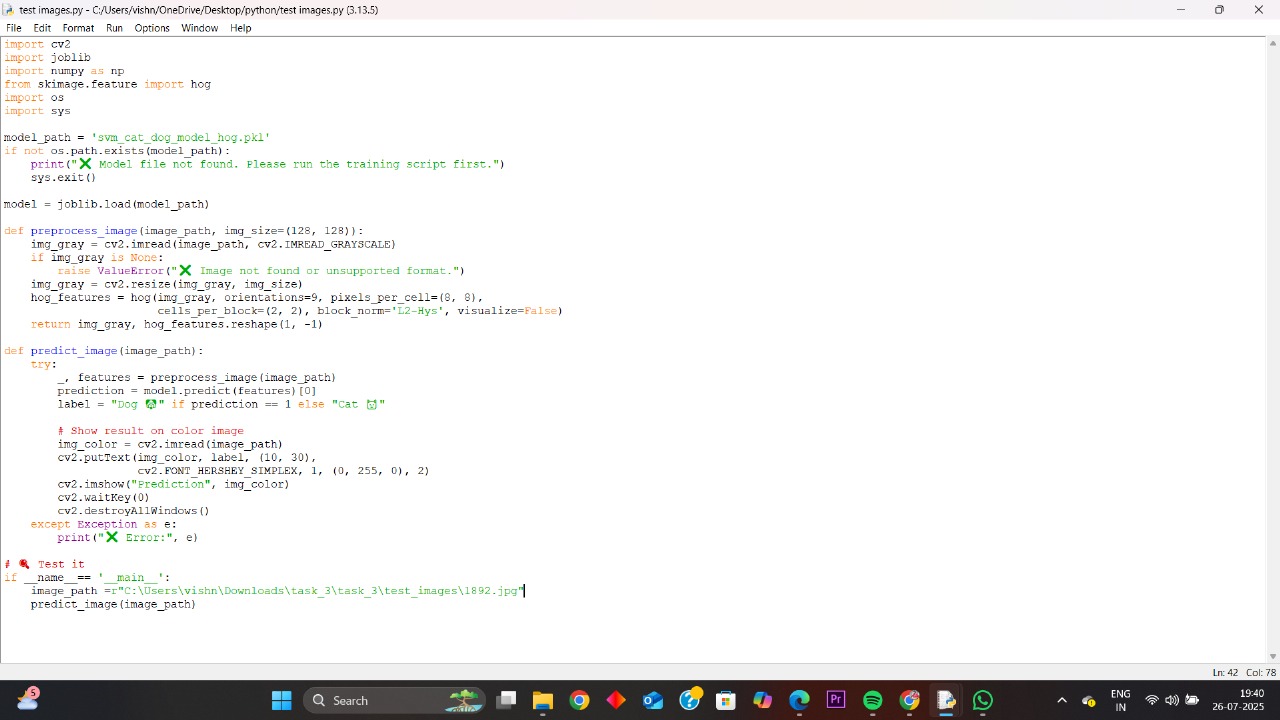 test images.py - C:/Users/vishn/OneDrive/Desktop/python/test images.py (3.13.5)
File Edit Format Run Options Window Help
import cv2
import joblib
import numpy as np
from skimage.feature import hog
import os
import sys
model_path = 'svm_cat_dog_model_hog.pkl'
if not os.path.exists(model_path):
    print("❌ Model file not found. Please run the training script first.")
    sys.exit()
model = joblib.load(model_path)
def preprocess_image(image_path, img_size=(128, 128)):
    img_gray = cv2.imread(image_path, cv2.IMREAD_GRAYSCALE)
    if img_gray is None:
        raise ValueError("❌ Image not found or unsupported format.")
    img_gray = cv2.resize(img_gray, img_size)
    hog_features = hog(img_gray, orientations=9, pixels_per_cell=(8, 8),
                       cells_per_block=(2, 2), block_norm='L2-Hys', visualize=False)
    return img_gray, hog_features.reshape(1, -1)
def predict_image(image_path):
    try:
        _, features = preprocess_image(image_path)
        prediction = model.predict(features)[0]
        label = "Dog 🐶" if prediction == 1 else "Cat 🐱"
        # Show result on color image
        img_color = cv2.imread(image_path)
        cv2.putText(img_color, label, (10, 30),
                    cv2.FONT_HERSHEY_SIMPLEX, 1, (0, 255, 0), 2)
        cv2.imshow("Prediction", img_color)
        cv2.waitKey(0)
        cv2.destroyAllWindows()
    except Exception as e:
        print("❌ Error:", e)
# 🔍 Test it
if __name__== '__main__':
    image_path =r"C:\Users\vishn\Downloads\task_3\task_3\test_images\1892.jpg"
    predict_image(image_path)
Ln: 42 Col: 78
5
Search
Pr
ENG
IN
19:40
26-07-2025